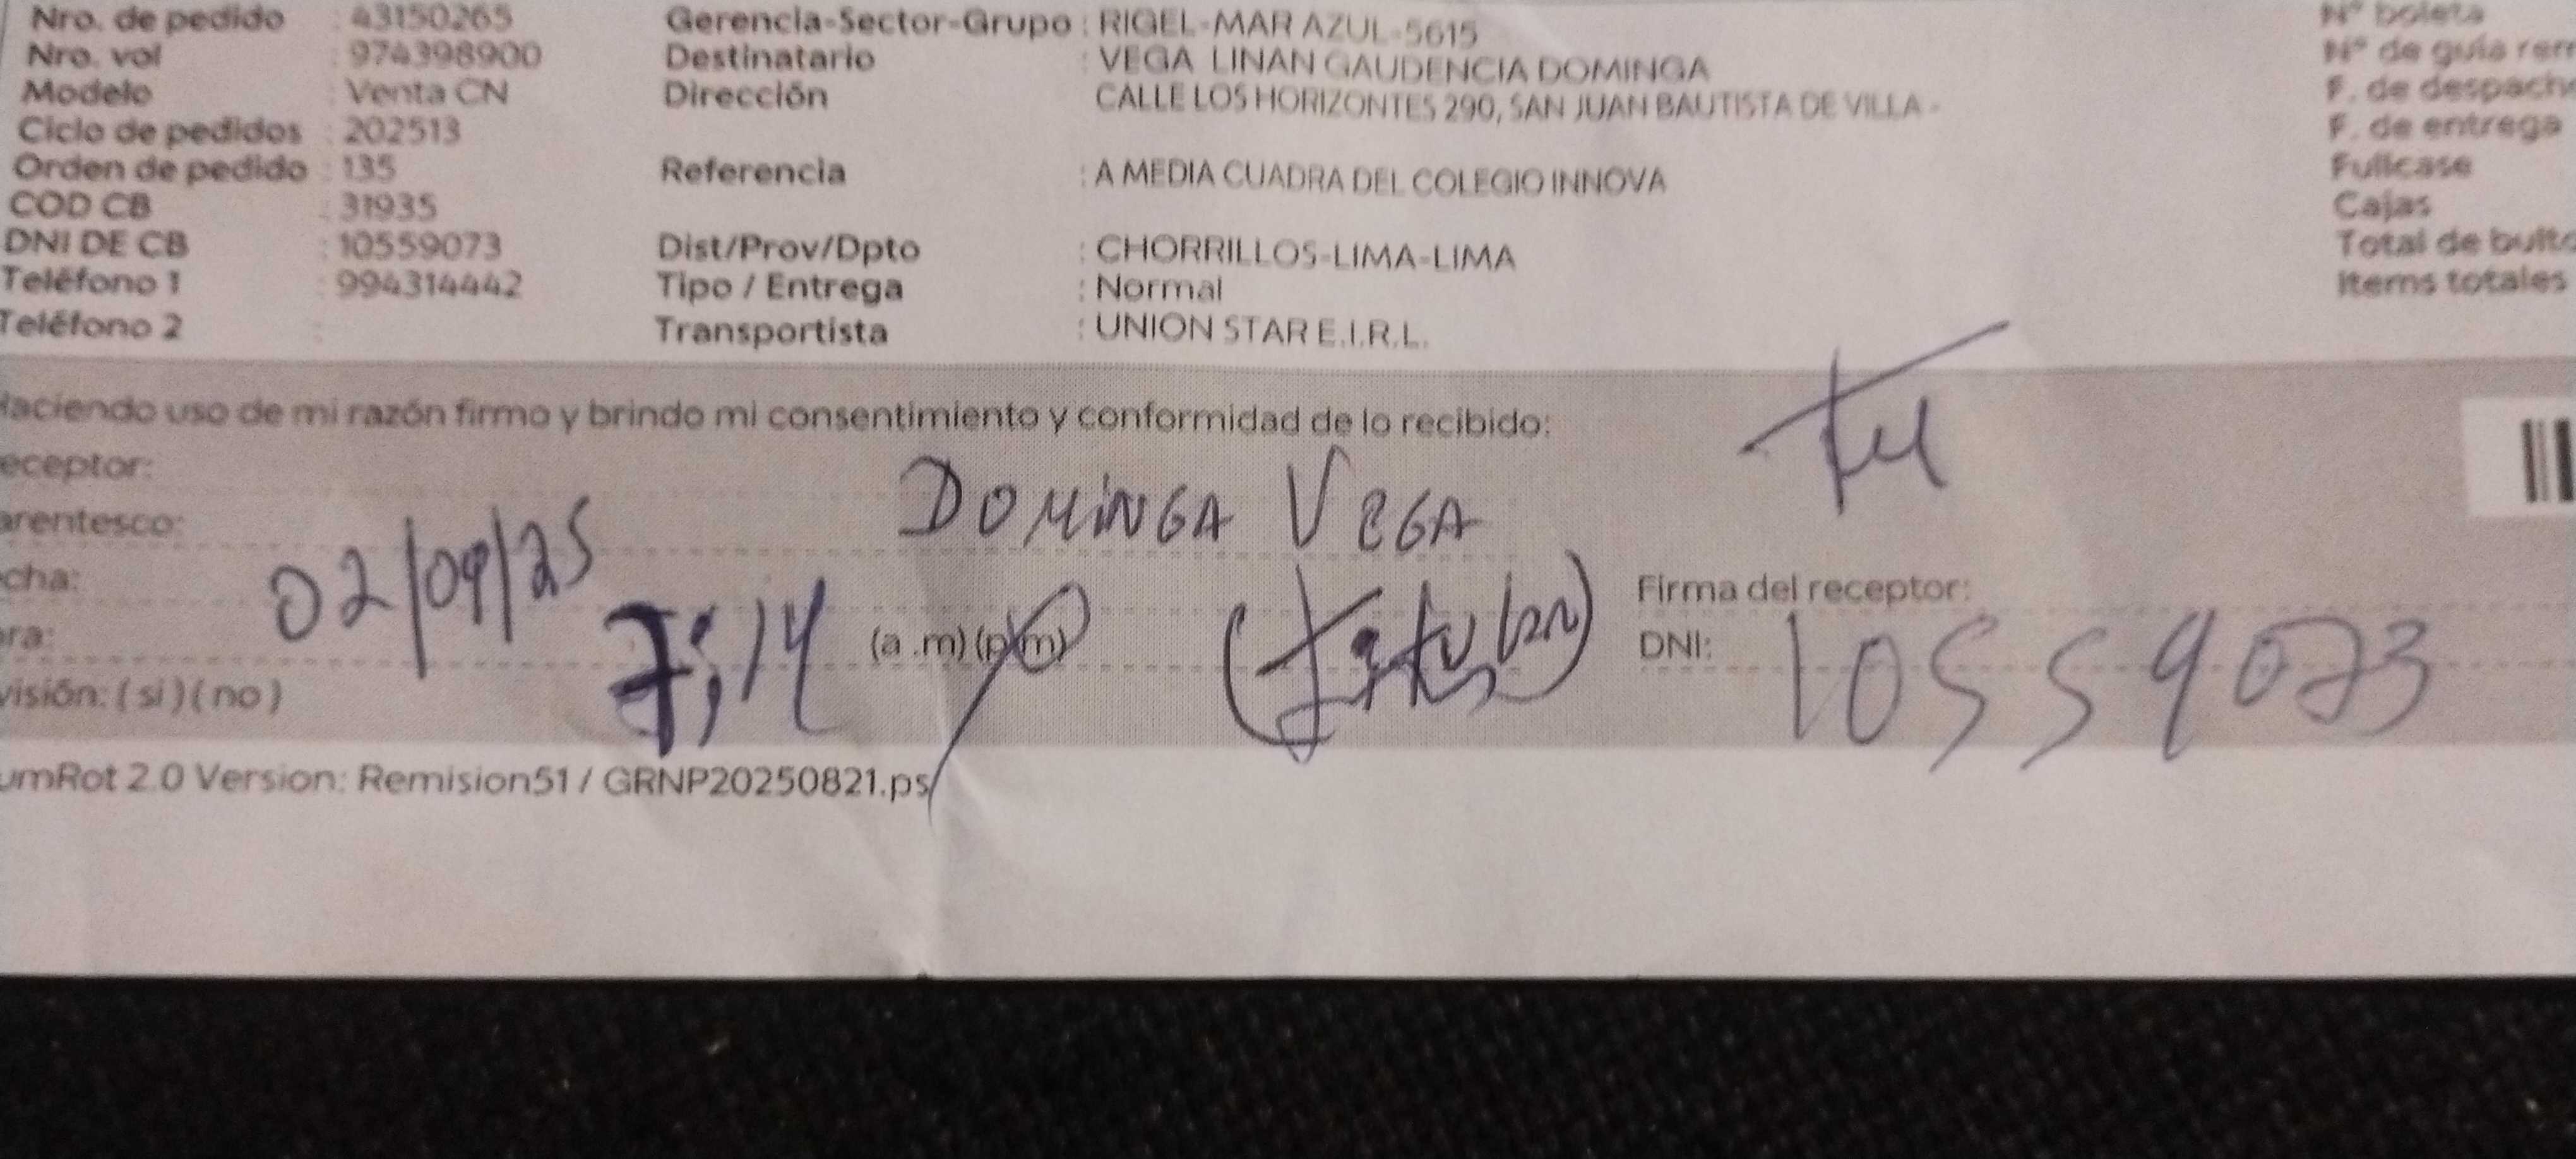 Nro. de pedido : 43150265 Gerencia-Sector-Grupo : RIGEL-MAR AZUL-5615 N° boleta
Nro. vol : 974398900 Destinatario : VEGA LINAN GAUDENCIA DOMINGA N° de guía rem
Modelo : Venta CN Dirección CALLE LOS HORIZONTES 290, SAN JUAN BAUTISTA DE VILLA - F. de despach
Ciclo de pedidos : 202513 F. de entrega
Orden de pedido : 135 Referencia : A MEDIA CUADRA DEL COLEGIO INNOVA Fullcase
COD CB : 31935 Cajas
DNI DE CB : 10559073 Dist/Prov/Dpto : CHORRILLOS-LIMA-LIMA Total de bulto
Teléfono 1 : 994314442 Tipo / Entrega : Normal Items totales
Teléfono 2 : Transportista : UNION STAR E.I.R.L.
Haciendo uso de mi razón firmo y brindo mi consentimiento y conformidad de lo recibido:
eceptor: DOMINGA VEGA
arentesco:
cha: 02/09/25 Firma del receptor:
ora: 7:14 (a .m) (p.m) DNI: 10559073
visión: ( si ) ( no )
umRot 2.0 Version: Remision51 / GRNP20250821.ps